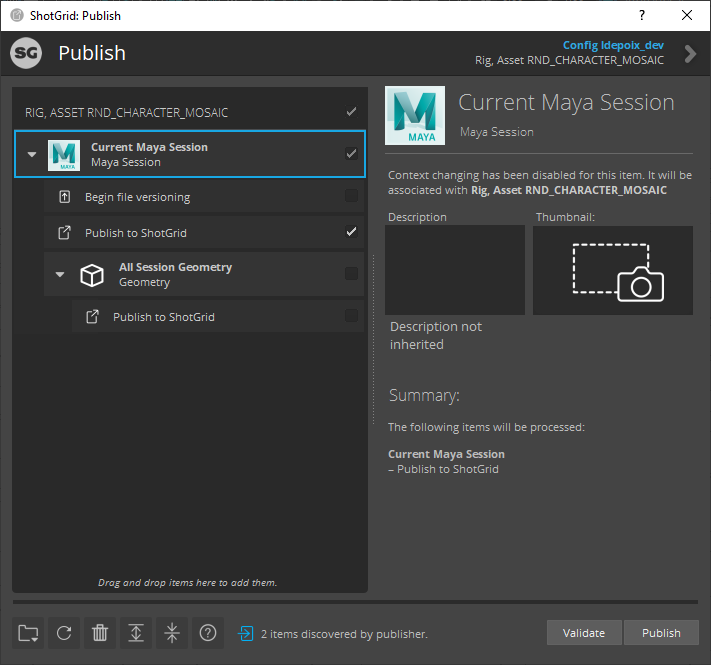 ShotGrid: Publish
?
SG
Publish
Config ldepoix_dev
Rig, Asset RND_CHARACTER_MOSAIC
RIG, ASSET RND_CHARACTER_MOSAIC
Current Maya Session
Maya Session
Begin file versioning
Publish to ShotGrid
All Session Geometry
Geometry
Publish to ShotGrid
Drag and drop items here to add them.
MAYA
Current Maya Session
Maya Session
Context changing has been disabled for this item. It will be
associated with Rig, Asset RND_CHARACTER_MOSAIC
Description
Thumbnail:
Description not
inherited
Summary:
The following items will be processed:
Current Maya Session
– Publish to ShotGrid
?
2 items discovered by publisher.
Validate
Publish